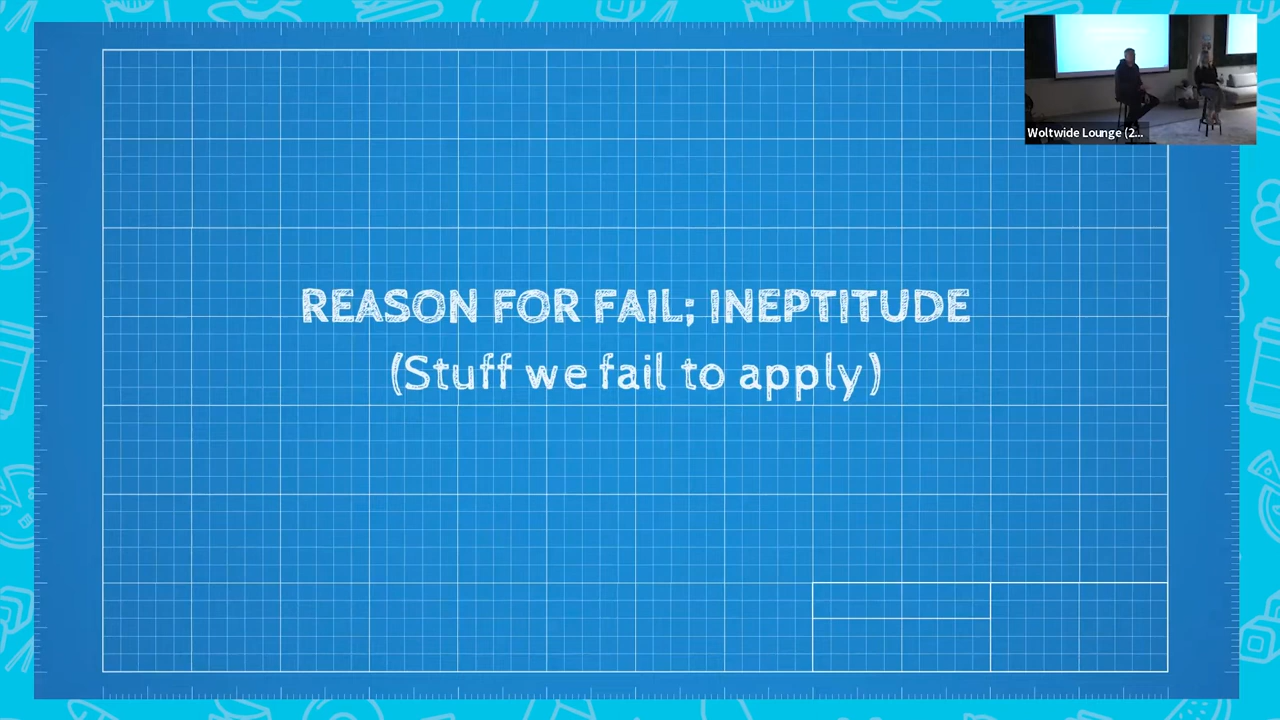 REASON FOR FAIL; INEPTITUDE
(Stuff we fail to apply)
Woltwide Lounge (2...